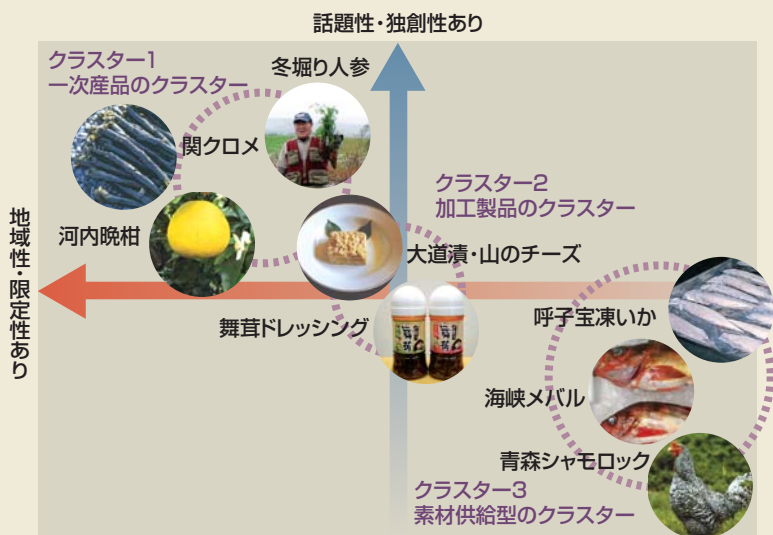 話題性・独創性あり
クラスター1
一次産品のクラスター
冬堀り人参
関クロメ
クラスター2
加工製品のクラスター
河内晩柑
大道漬・山のチーズ
地域性・限定性あり
舞茸ドレッシング
呼子宝凍いか
海峡メバル
青森シャモロック
クラスター3
素材供給型のクラスター
舞茸